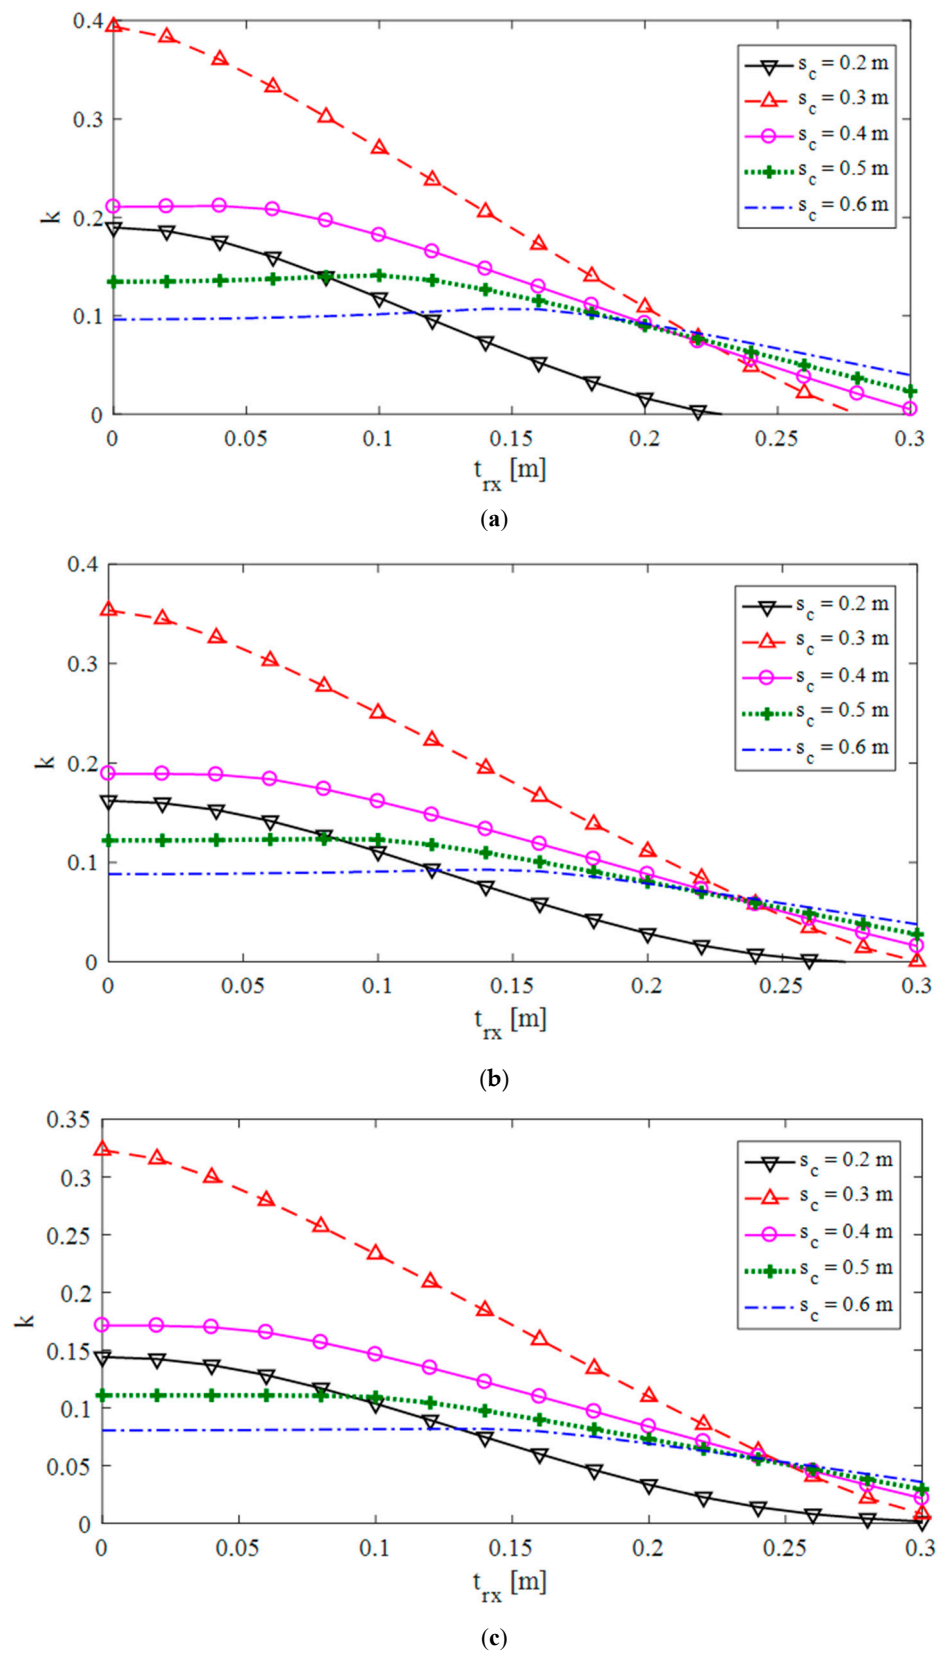 0.4
0.3
0.2
0.1
0
k
s_c = 0.2 m
s_c = 0.3 m
s_c = 0.4 m
s_c = 0.5 m
s_c = 0.6 m
0 0.05 0.1 0.15 0.2 0.25 0.3
t_rx [m]
(a)
0.4
0.3
0.2
0.1
0
k
s_c = 0.2 m
s_c = 0.3 m
s_c = 0.4 m
s_c = 0.5 m
s_c = 0.6 m
0 0.05 0.1 0.15 0.2 0.25 0.3
t_rx [m]
(b)
0.35
0.3
0.25
0.2
0.15
0.1
0.05
0
k
s_c = 0.2 m
s_c = 0.3 m
s_c = 0.4 m
s_c = 0.5 m
s_c = 0.6 m
0 0.05 0.1 0.15 0.2 0.25 0.3
t_rx [m]
(c)